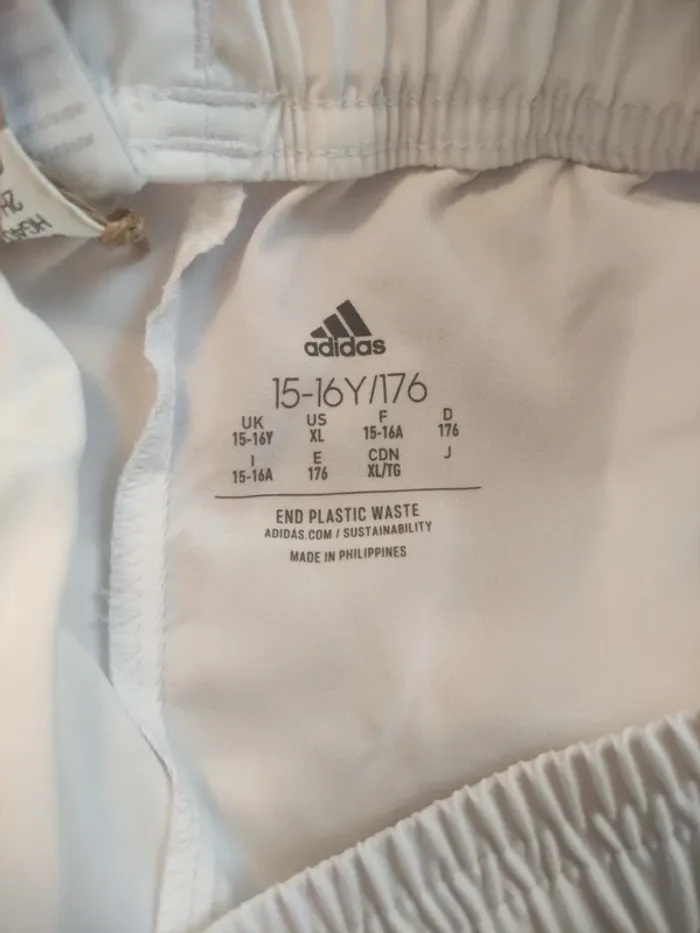 adidas
15-16Y/176
UK US F D
15-16Y XL 15-16A 176
I E CDN J
15-16A 176 XL/TG
END PLASTIC WASTE
ADIDAS.COM / SUSTAINABILITY
MADE IN PHILIPPINES